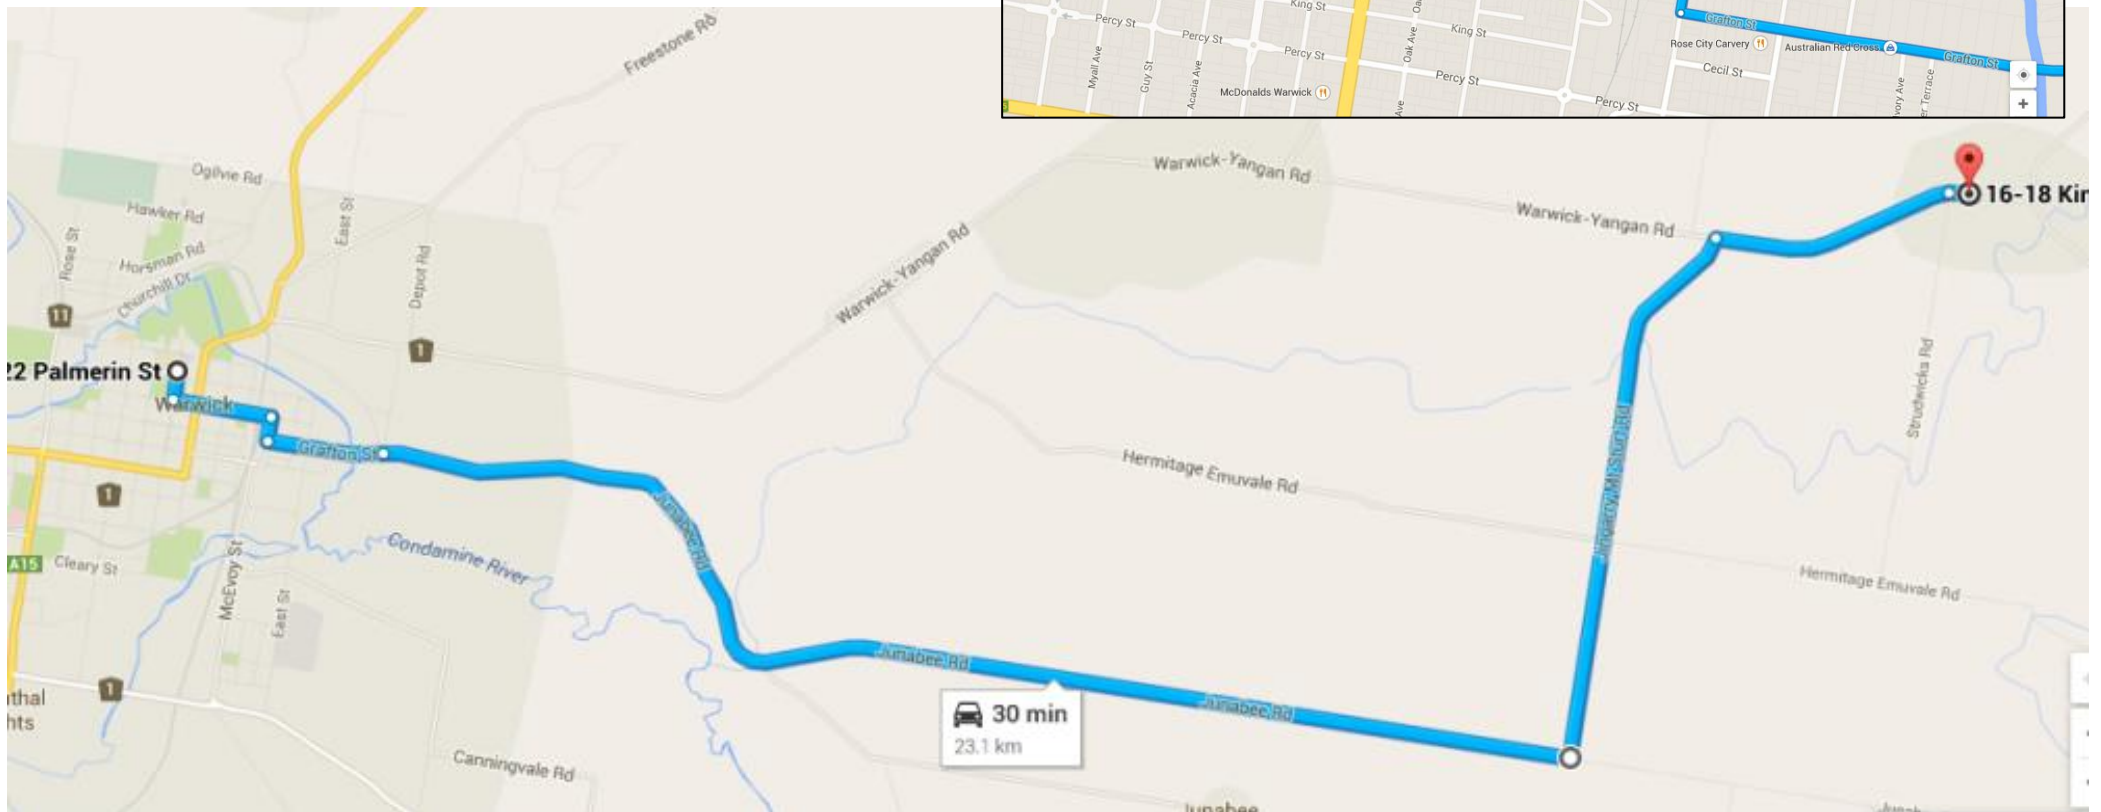 King St
Percy St
Percy St
Percy St
King St
Percy St
Percy St
Myall Ave
Guy St
Acacia Ave
Oak Ave
Ave
McDonalds Warwick
Grafton St
Rose City Carvery
Australian Red Cross
Grafton St
Cecil St
+
Freestone Rd
Ogilvie Rd
Hawker Rd
Rose St
Horsman Rd
Churchill Dr
East St
Depot Rd
11
1
22 Palmerin St
Warwick
Grafton St
1
A15
Cleary St
McEvoy St
East St
1
Condamine River
Canningvale Rd
Warwick-Yangan Rd
Warwick-Yangan Rd
Warwick-Yangan Rd
16-18 Kin
Strudwicks Rd
Hermitage Emuvale Rd
Hermitage Emuvale Rd
Junabee Rd
Junabee Rd
Junabee Rd
30 min
23.1 km
Junabee